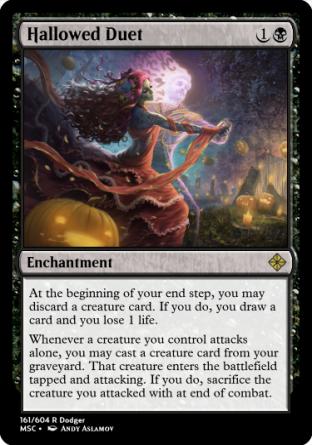 Hallowed Duet 1
Enchantment
At the beginning of your end step, you may
discard a creature card. If you do, you draw a
card and you lose 1 life.
Whenever a creature you control attacks
alone, you may cast a creature card from your
graveyard. That creature enters the battlefield
tapped and attacking. If you do, sacrifice the
creature you attacked with at end of combat.
161/604 R Dodger
MSC • Andy Aslamov